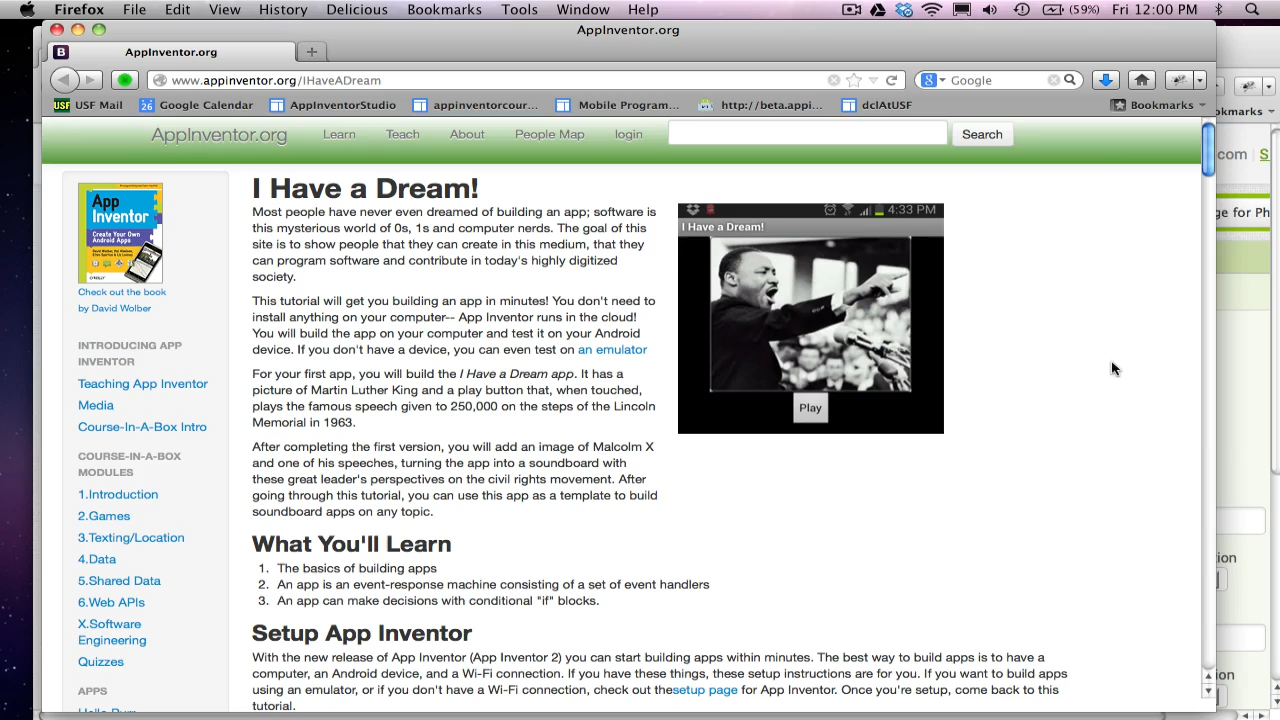 Firefox File Edit View History Delicious Bookmarks Tools Window Help (59%) Fri 12:00 PM
AppInventor.org
B AppInventor.org +
www.appinventor.org/IHaveADream Google
USF USF Mail 26 Google Calendar AppInventorStudio appinventorcour... Mobile Program... http://beta.appi... dclAtUSF Bookmarks
AppInventor.org Learn Teach About People Map login Search
App Inventor
Create Your Own Android Apps
O'REILLY
Check out the book
by David Wolber
INTRODUCING APP
INVENTOR
Teaching App Inventor
Media
Course-In-A-Box Intro
COURSE-IN-A-BOX
MODULES
1.Introduction
2.Games
3.Texting/Location
4.Data
5.Shared Data
6.Web APIs
X.Software
Engineering
Quizzes
APPS
I Have a Dream!
Most people have never even dreamed of building an app; software is
this mysterious world of 0s, 1s and computer nerds. The goal of this
site is to show people that they can create in this medium, that they
can program software and contribute in today's highly digitized
society.
This tutorial will get you building an app in minutes! You don't need to
install anything on your computer-- App Inventor runs in the cloud!
You will build the app on your computer and test it on your Android
device. If you don't have a device, you can even test on an emulator
For your first app, you will build the I Have a Dream app. It has a
picture of Martin Luther King and a play button that, when touched,
plays the famous speech given to 250,000 on the steps of the Lincoln
Memorial in 1963.
After completing the first version, you will add an image of Malcolm X
and one of his speeches, turning the app into a soundboard with
these great leader's perspectives on the civil rights movement. After
going through this tutorial, you can use this app as a template to build
soundboard apps on any topic.
4:33 PM
I Have a Dream!
Play
What You'll Learn
1. The basics of building apps
2. An app is an event-response machine consisting of a set of event handlers
3. An app can make decisions with conditional "if" blocks.
Setup App Inventor
With the new release of App Inventor (App Inventor 2) you can start building apps within minutes. The best way to build apps is to have a
computer, an Android device, and a Wi-Fi connection. If you have these things, these setup instructions are for you. If you want to build apps
using an emulator, or if you don't have a Wi-Fi connection, check out thesetup page for App Inventor. Once you're setup, come back to this
tutorial.
okmarks
com S
ge for Ph
ion
ion